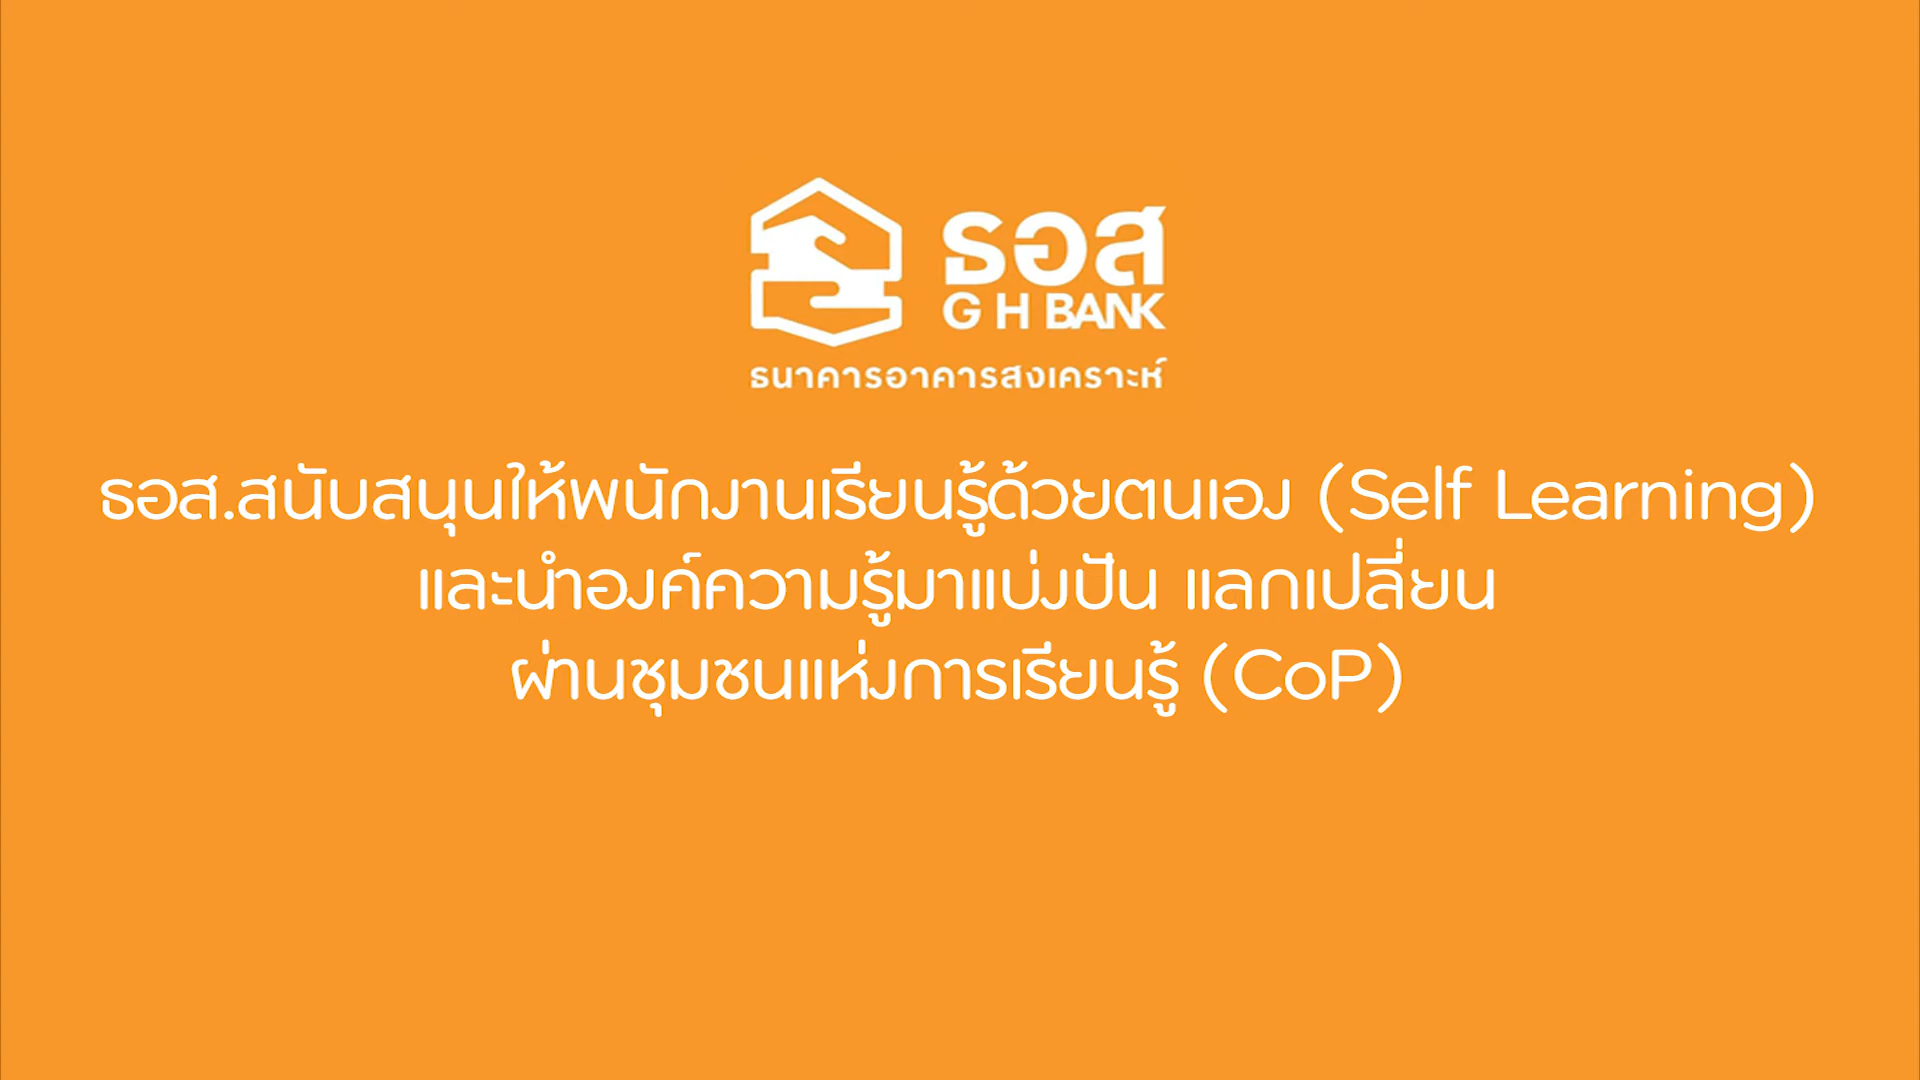 ธอส
G H BANK
ธนาคารอาคารสงเคราะห์
ธอส.สนับสนุนให้พนักงานเรียนรู้ด้วยตนเอง (Self Learning)
และนำองค์ความรู้มาแบ่งปัน แลกเปลี่ยน
ผ่านชุมชนแห่งการเรียนรู้ (CoP)